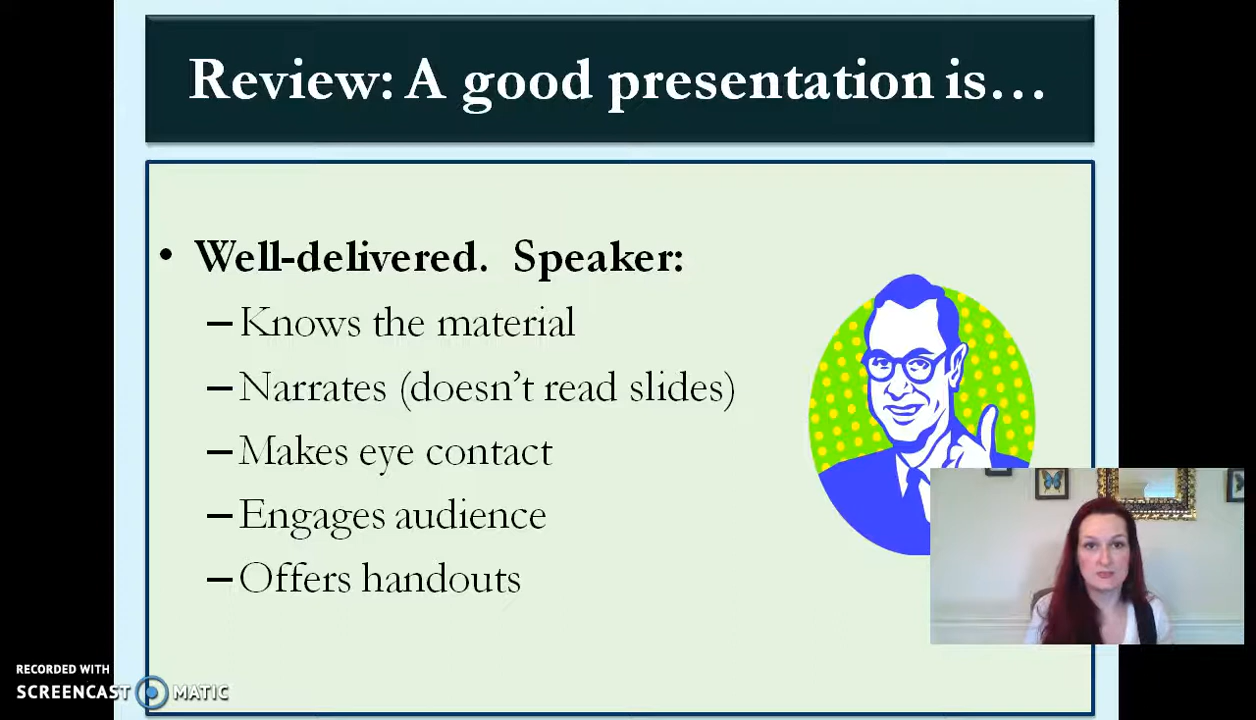 Review: A good presentation is…
• Well-delivered. Speaker:
– Knows the material
– Narrates (doesn’t read slides)
– Makes eye contact
– Engages audience
– Offers handouts
RECORDED WITH
SCREENCAST MATIC